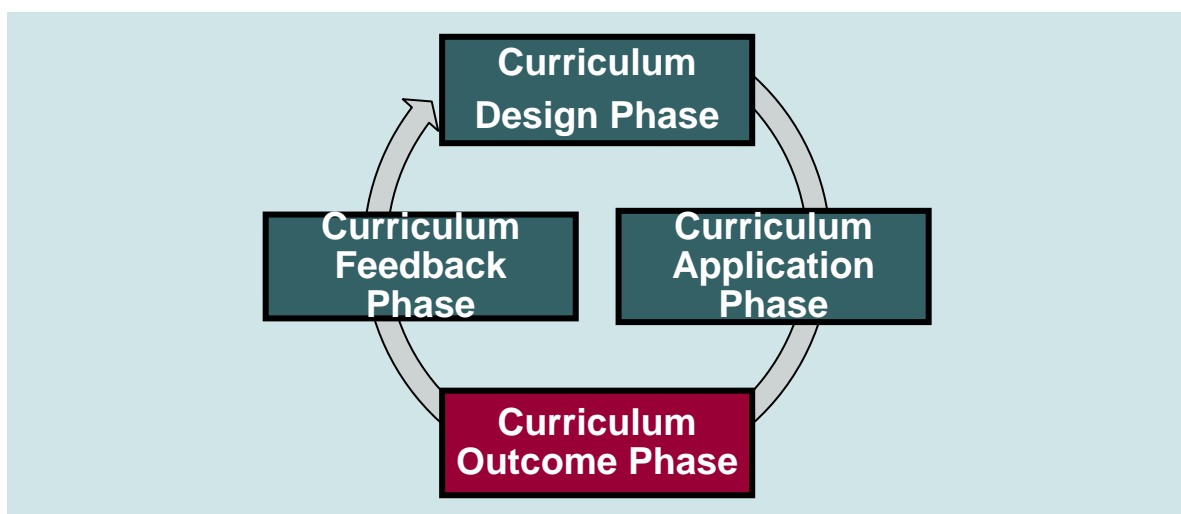 Curriculum
Design Phase
Curriculum
Feedback
Phase
Curriculum
Application
Phase
Curriculum
Outcome Phase